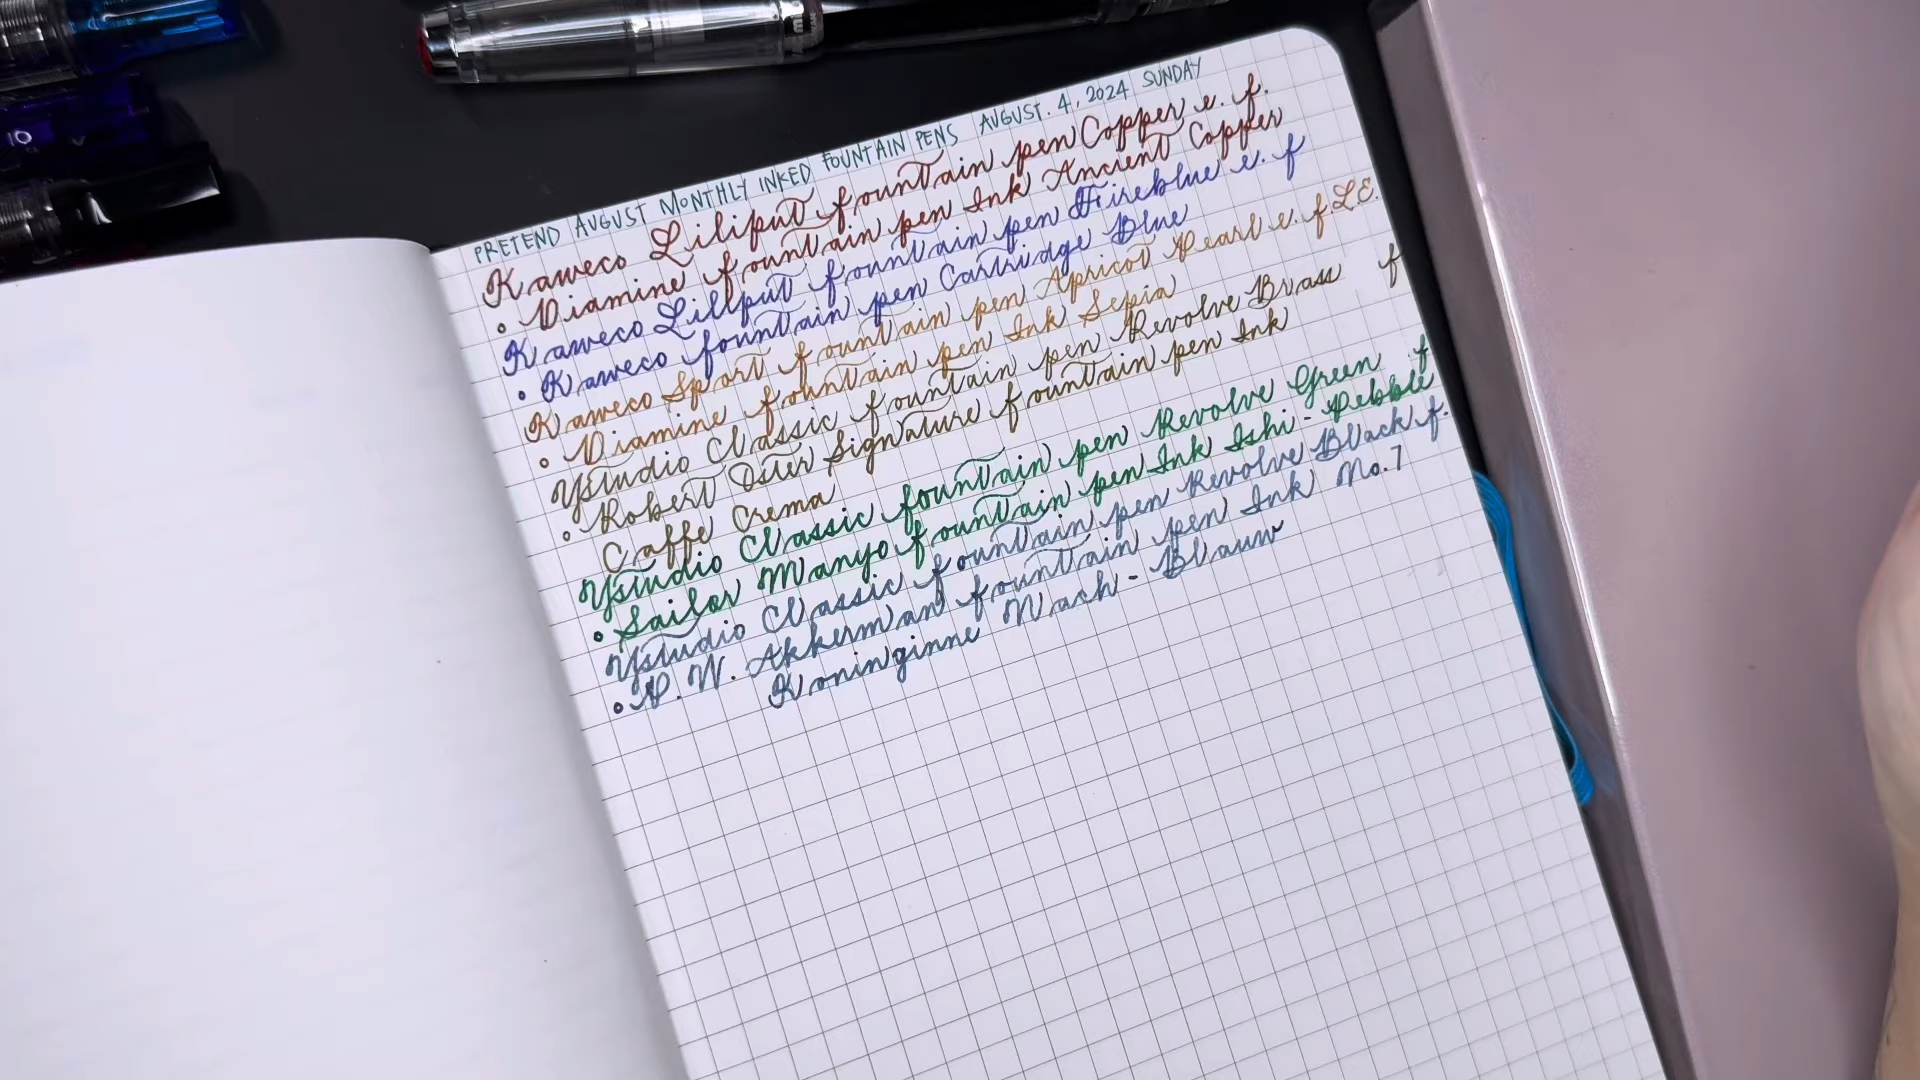 PRETEND AUGUST MONTHLY INKED FOUNTAIN PENS AUGUST. 4, 2024 SUNDAY
Kaweco Liliput fountain pen Copper e. f.
• Diamine fountain pen Ink Ancient Copper
Kaweco Liliput fountain pen Fireblue e. f
• Kaweco fountain pen Cartridge Blue
Kaweco Sport fountain pen Apricot Pearl e. f. L.E.
• Diamine fountain pen Ink Sepia
Ystudio Classic fountain pen Revolve Brass f
• Robert Oster Signature fountain pen Ink
Caffe Crema
Ystudio Classic fountain pen Revolve Green f
• Sailor Manyo fountain pen Ink Ishi - Pebble
Ystudio Classic fountain pen Revolve Black f.
• P. W. Akkerman fountain pen Ink No. 7
Koninginne Nach - Blauw
10